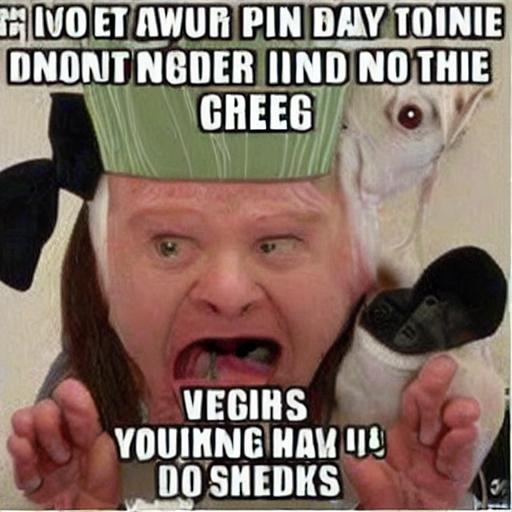 IVO ET AWUR PIN DAY TOINIE
DNONT NGDER IIND NO THIE
CREEG
VEGIHS
YOUIKNG HAV
DO SHEDKS